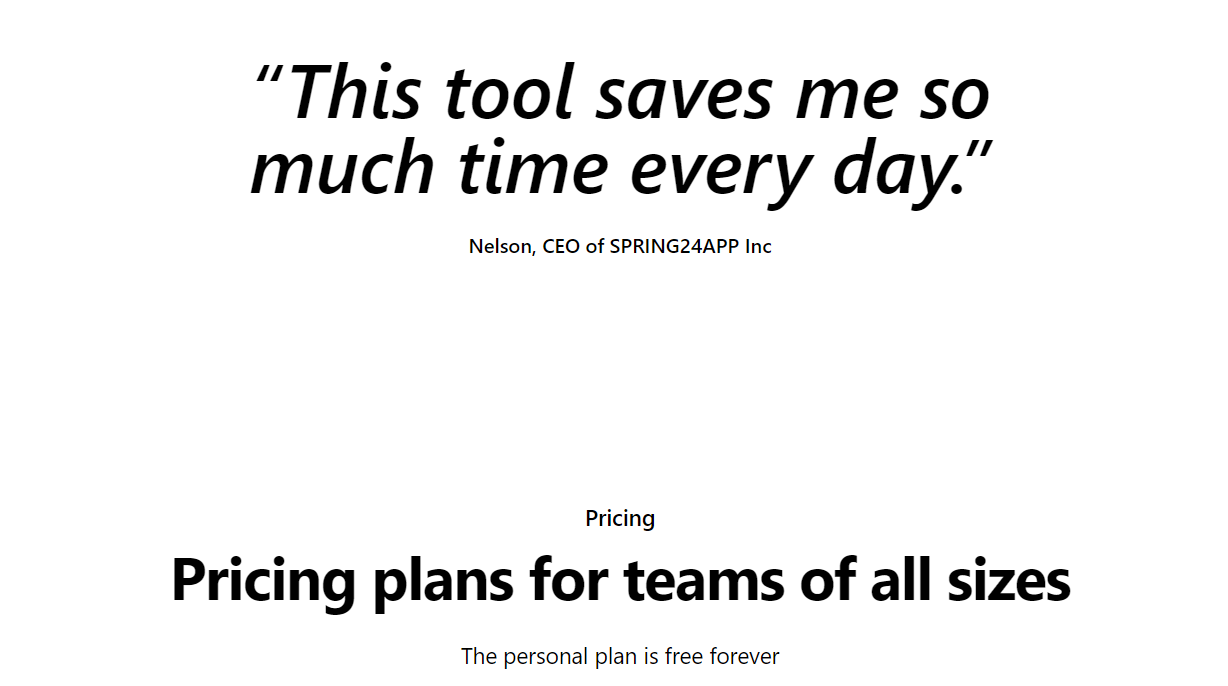 “This tool saves me so
much time every day.”
Nelson, CEO of SPRING24APP Inc
Pricing
Pricing plans for teams of all sizes
The personal plan is free forever